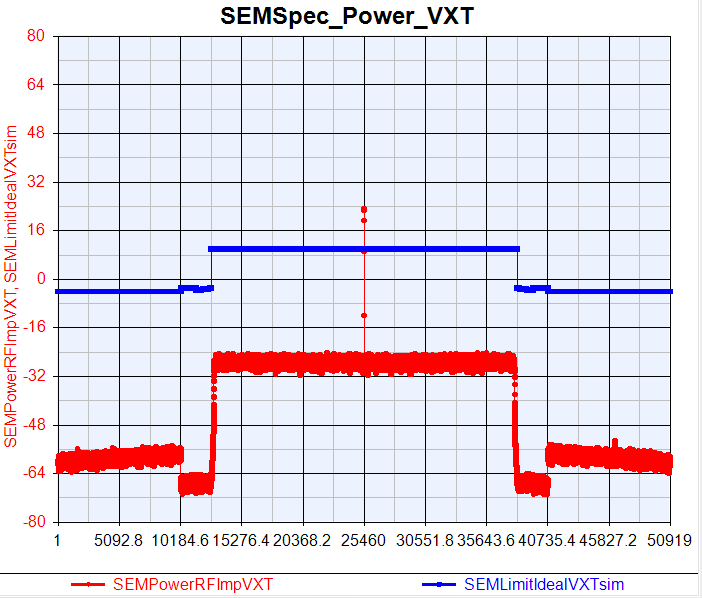 SEMSpec_Power_VXT
80
64
48
32
16
0
-16
-32
-48
-64
-80
SEMPowerRFImpVXT, SEMLimitIdealVXTsim
1 5092.8 10184.6 15276.4 20368.2 25460 30551.8 35643.6 40735.4 45827.2 50919
SEMPowerRFImpVXT SEMLimitIdealVXTsim